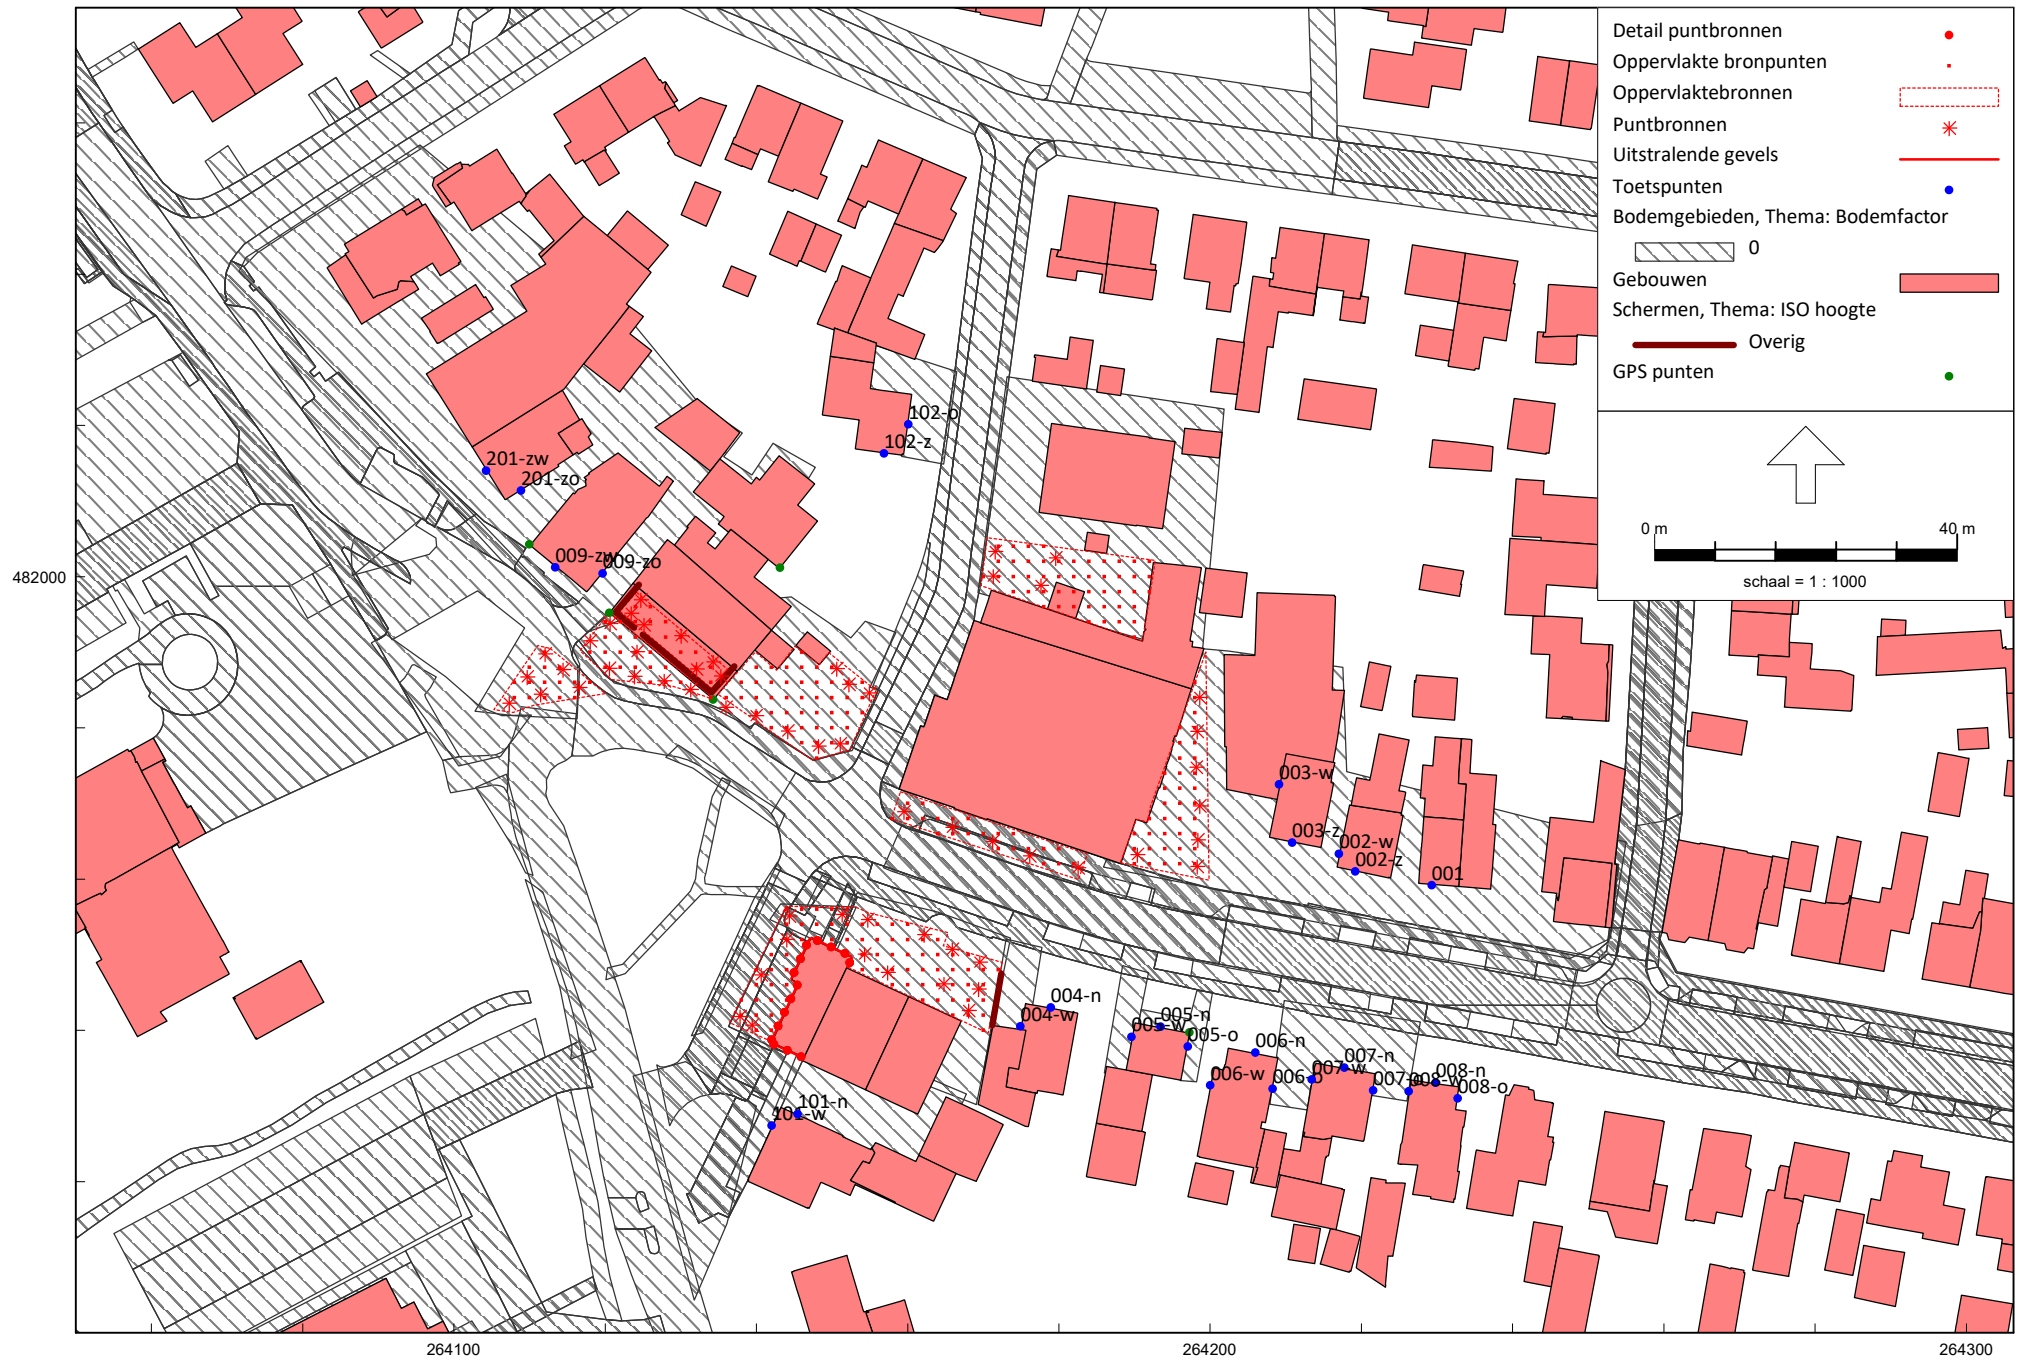 Detail puntbronnen
Oppervlakte bronpunten
Oppervlaktebronnen
Puntbronnen
Uitstralende gevels
Toetspunten
Bodemgebieden, Thema: Bodemfactor
0
Gebouwen
Schermen, Thema: ISO hoogte
Overig
GPS punten
0 m 40 m
schaal = 1 : 1000
102-o
102-z
201-zw
201-zo
009-zw
009-zo
482000
003-w
003-z
002-w
002-z
001
004-n
004-w
005-n
005-w
005-o
006-n
006-w
006-o
007-n
007-w
007-o
008-n
008-w
008-o
101-n
101-w
264100 264200 264300